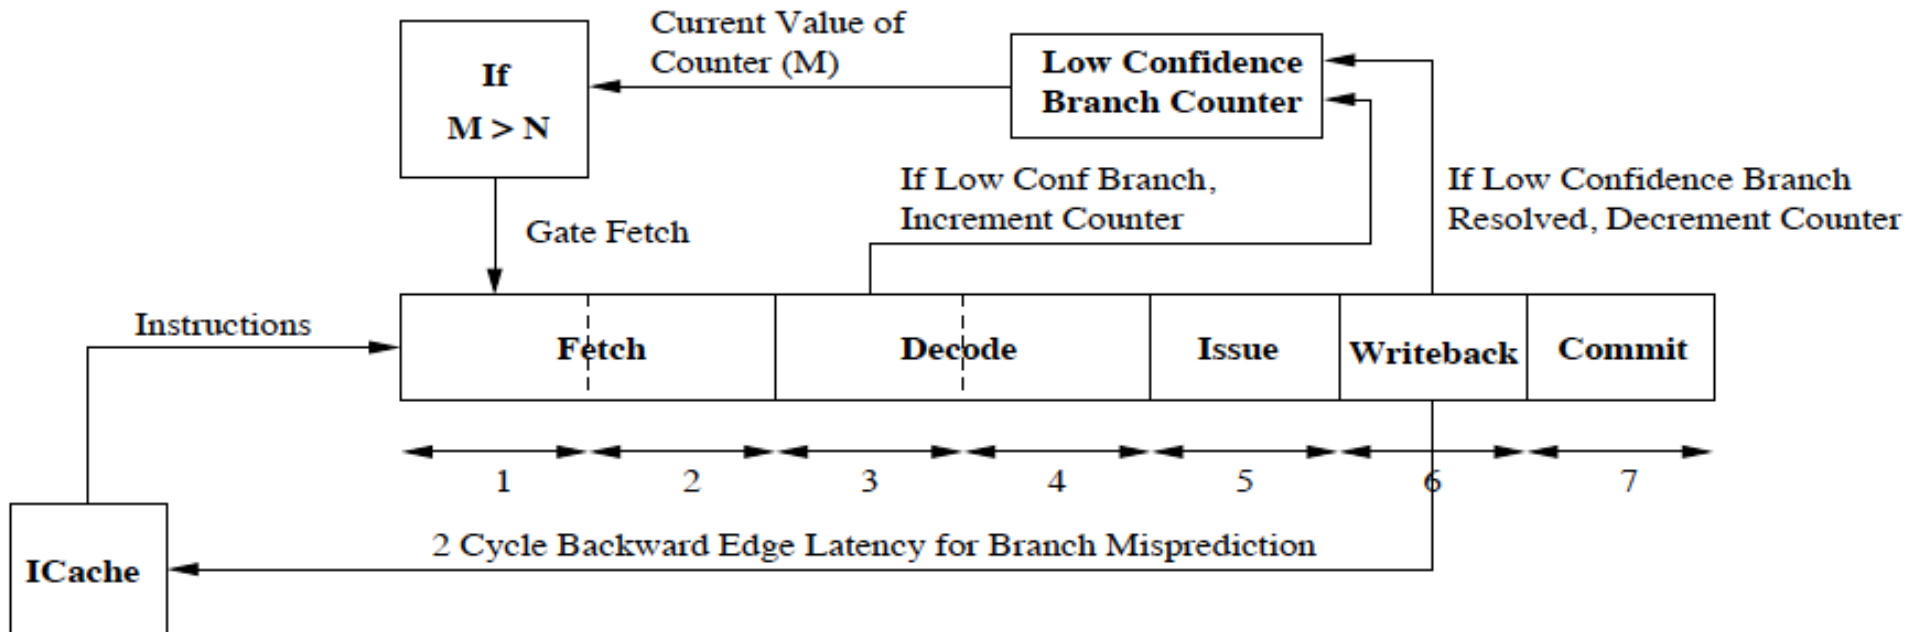 Current Value of
Counter (M)
If
M > N
Low Confidence
Branch Counter
If Low Conf Branch,
Increment Counter
If Low Confidence Branch
Resolved, Decrement Counter
Gate Fetch
Instructions
Fetch
Decode
Issue
Writeback
Commit
1
2
3
4
5
6
7
2 Cycle Backward Edge Latency for Branch Misprediction
ICache